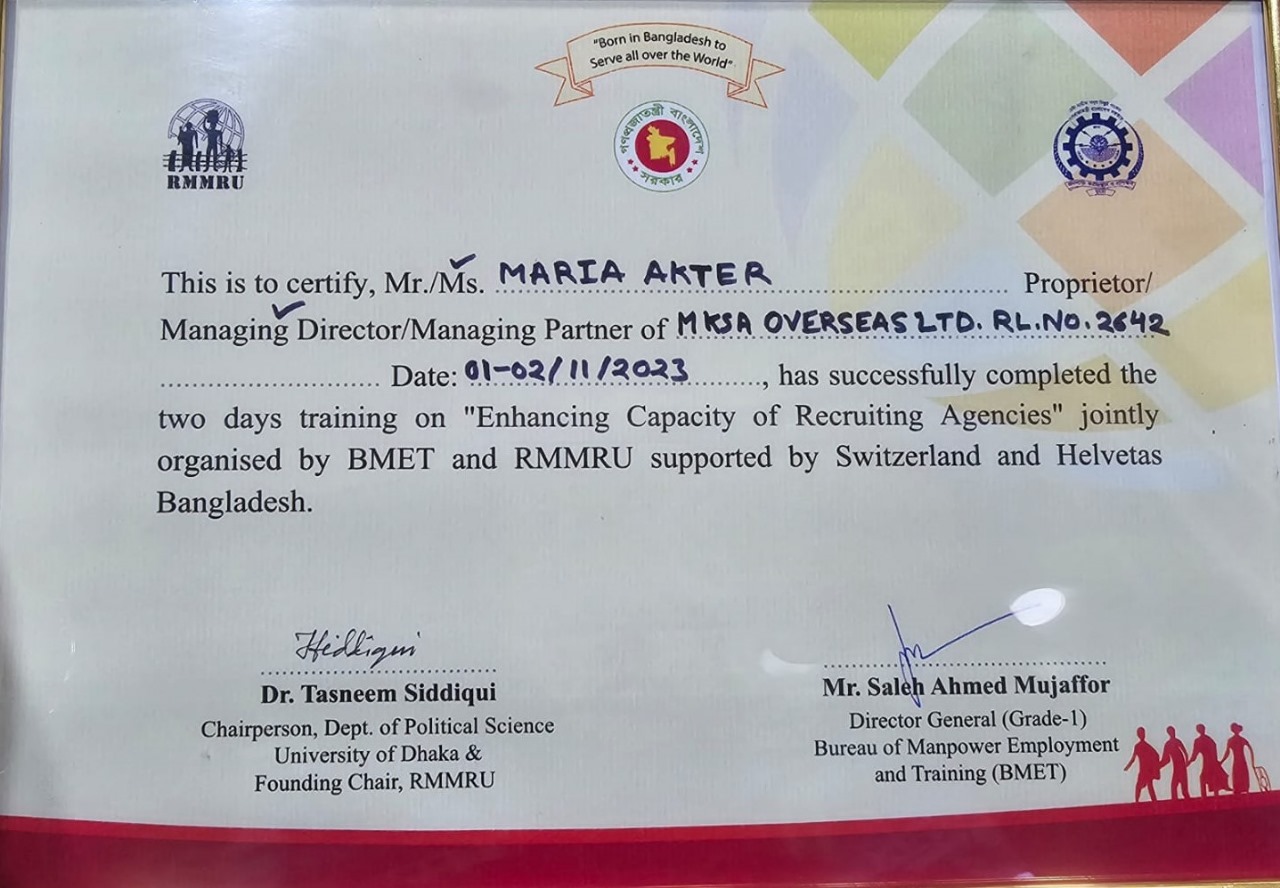 "Born in Bangladesh to
Serve all over the World"
গণপ্রজাতন্ত্রী বাংলাদেশ
সরকার
RMMRU
This is to certify, Mr./Ms. MARIA AKTER Proprietor/
Managing Director/Managing Partner of MKSA OVERSEAS LTD. RL.NO.2642
Date: 01-02/11/2023, has successfully completed the
two days training on "Enhancing Capacity of Recruiting Agencies" jointly
organised by BMET and RMMRU supported by Switzerland and Helvetas
Bangladesh.
Dr. Tasneem Siddiqui
Chairperson, Dept. of Political Science
University of Dhaka &
Founding Chair, RMMRU
Mr. Saleh Ahmed Mujaffor
Director General (Grade-1)
Bureau of Manpower Employment
and Training (BMET)